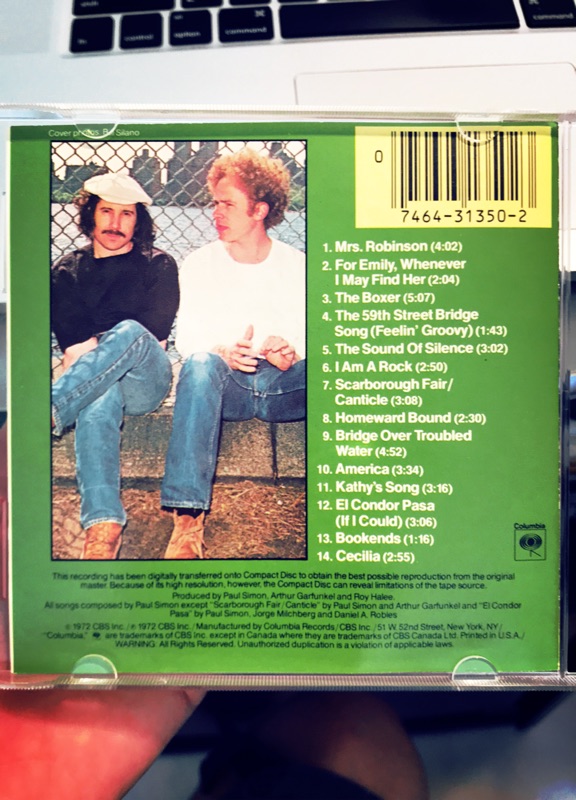 control
option
command
command
Cover photos: Bill Silano
0
7464-31350-2
1. Mrs. Robinson (4:02)
2. For Emily, Whenever
I May Find Her (2:04)
3. The Boxer (5:07)
4. The 59th Street Bridge
Song (Feelin' Groovy) (1:43)
5. The Sound Of Silence (3:02)
6. I Am A Rock (2:50)
7. Scarborough Fair/
Canticle (3:08)
8. Homeward Bound (2:30)
9. Bridge Over Troubled
Water (4:52)
10. America (3:34)
11. Kathy's Song (3:16)
12. El Condor Pasa
(If I Could) (3:06)
13. Bookends (1:16)
14. Cecilia (2:55)
Columbia
This recording has been digitally transferred onto Compact Disc to obtain the best possible reproduction from the original
master. Because of its high resolution, however, the Compact Disc can reveal limitations of the tape source.
Produced by Paul Simon, Arthur Garfunkel and Roy Halee.
All songs composed by Paul Simon except "Scarborough Fair/Canticle" by Paul Simon and Arthur Garfunkel and "El Condor
Pasa" by Paul Simon, Jorge Milchberg and Daniel A. Robles
© 1972 CBS Inc./℗ 1972 CBS Inc./Manufactured by Columbia Records/CBS Inc./51 W. 52nd Street, New York, NY/
"Columbia," are trademarks of CBS Inc. except in Canada where they are trademarks of CBS Canada Ltd. Printed in U.S.A./
WARNING: All Rights Reserved. Unauthorized duplication is a violation of applicable laws.